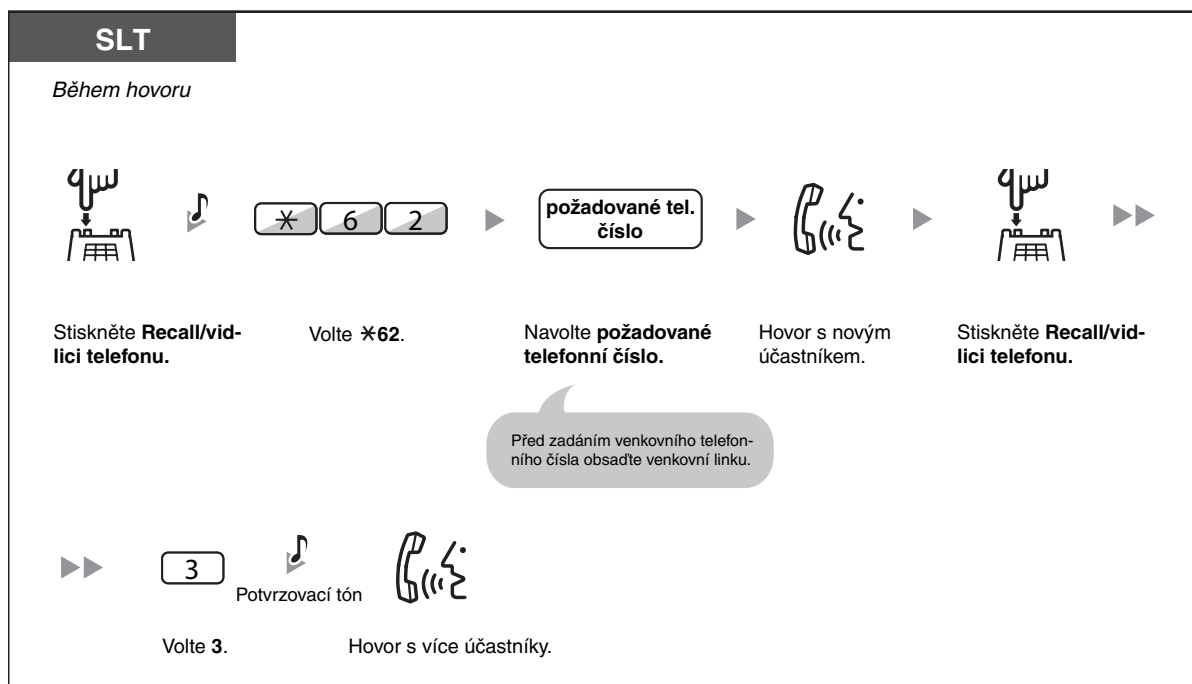 SLT
Během hovoru
✳ 6 2
požadované tel.
číslo
Stiskněte Recall/vid-
lici telefonu.
Volte ✳62.
Navolte požadované
telefonní číslo.
Hovor s novým
účastníkem.
Stiskněte Recall/vid-
lici telefonu.
Před zadáním venkovního telefon-
ního čísla obsaďte venkovní linku.
3
Potvrzovací tón
Volte 3.
Hovor s více účastníky.